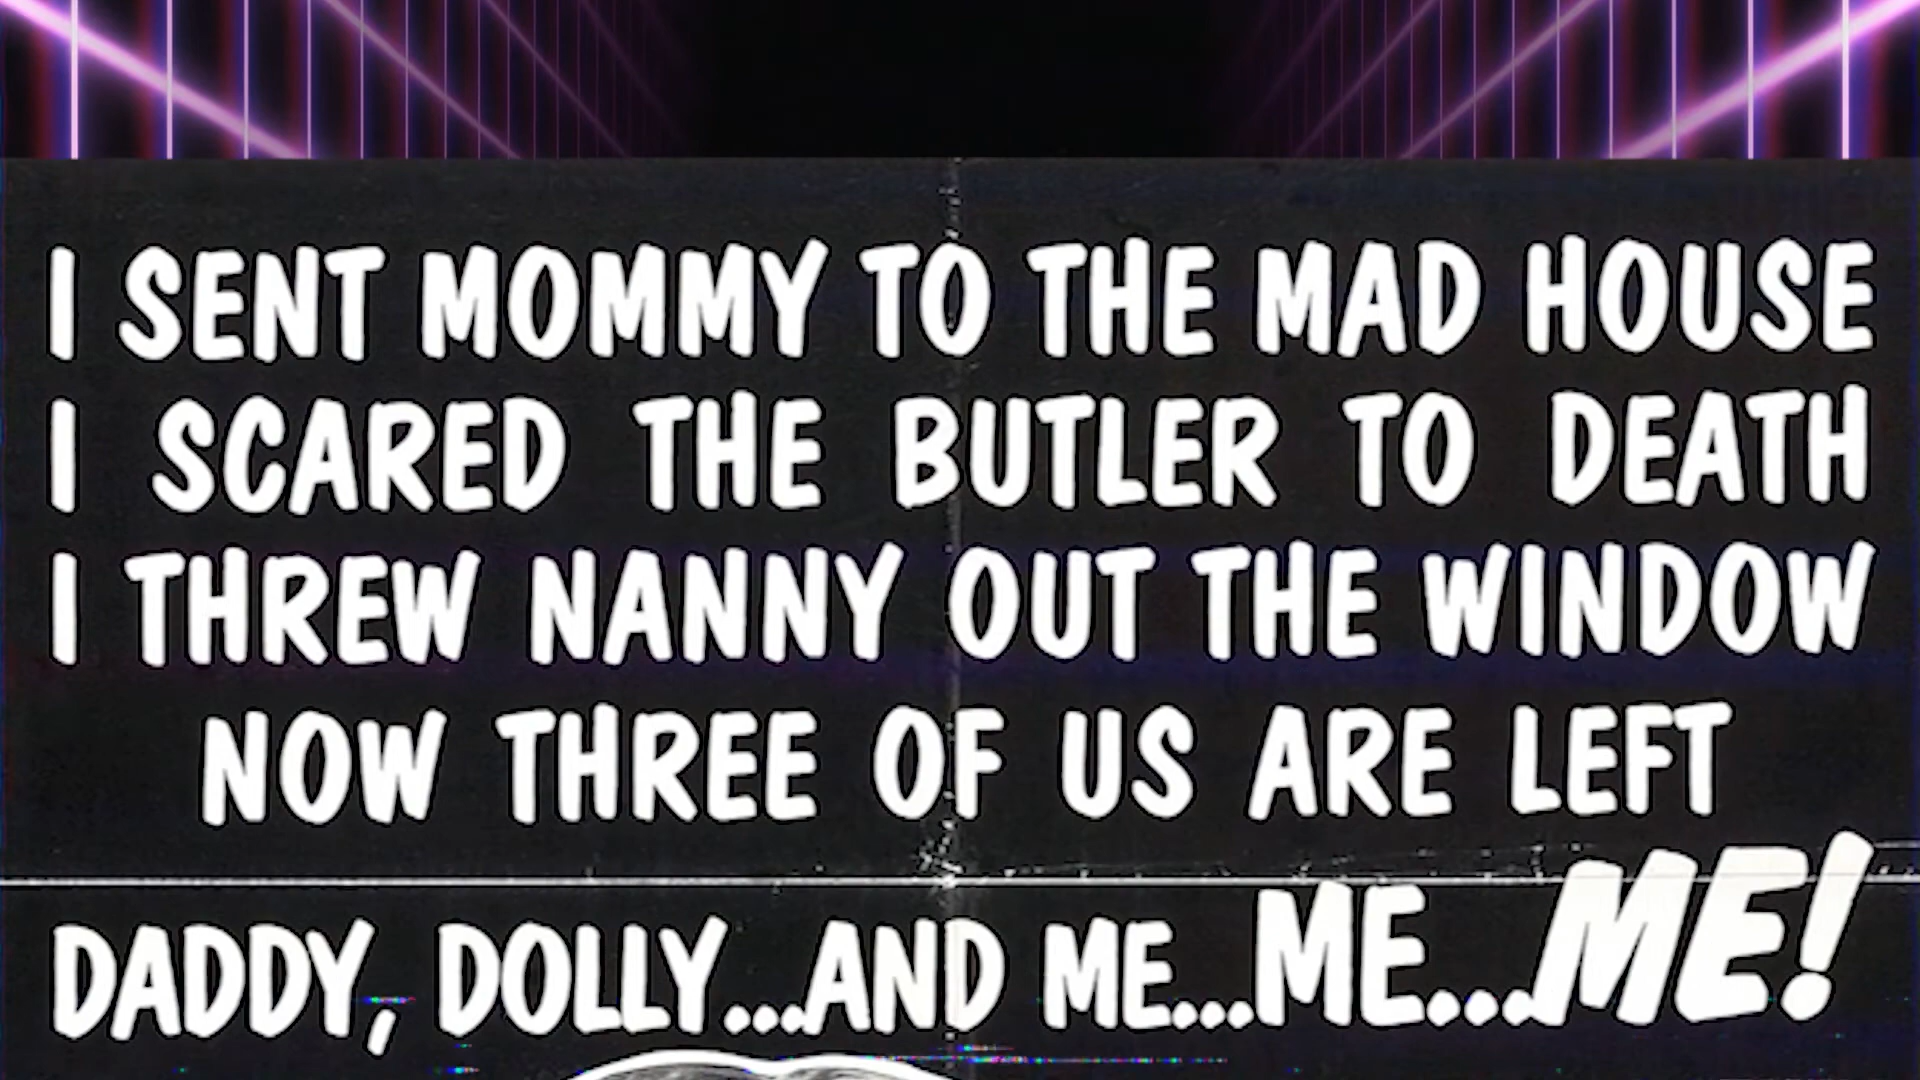 I SENT MOMMY TO THE MAD HOUSE
I SCARED THE BUTLER TO DEATH
I THREW NANNY OUT THE WINDOW
NOW THREE OF US ARE LEFT
DADDY, DOLLY...AND ME...ME...ME!